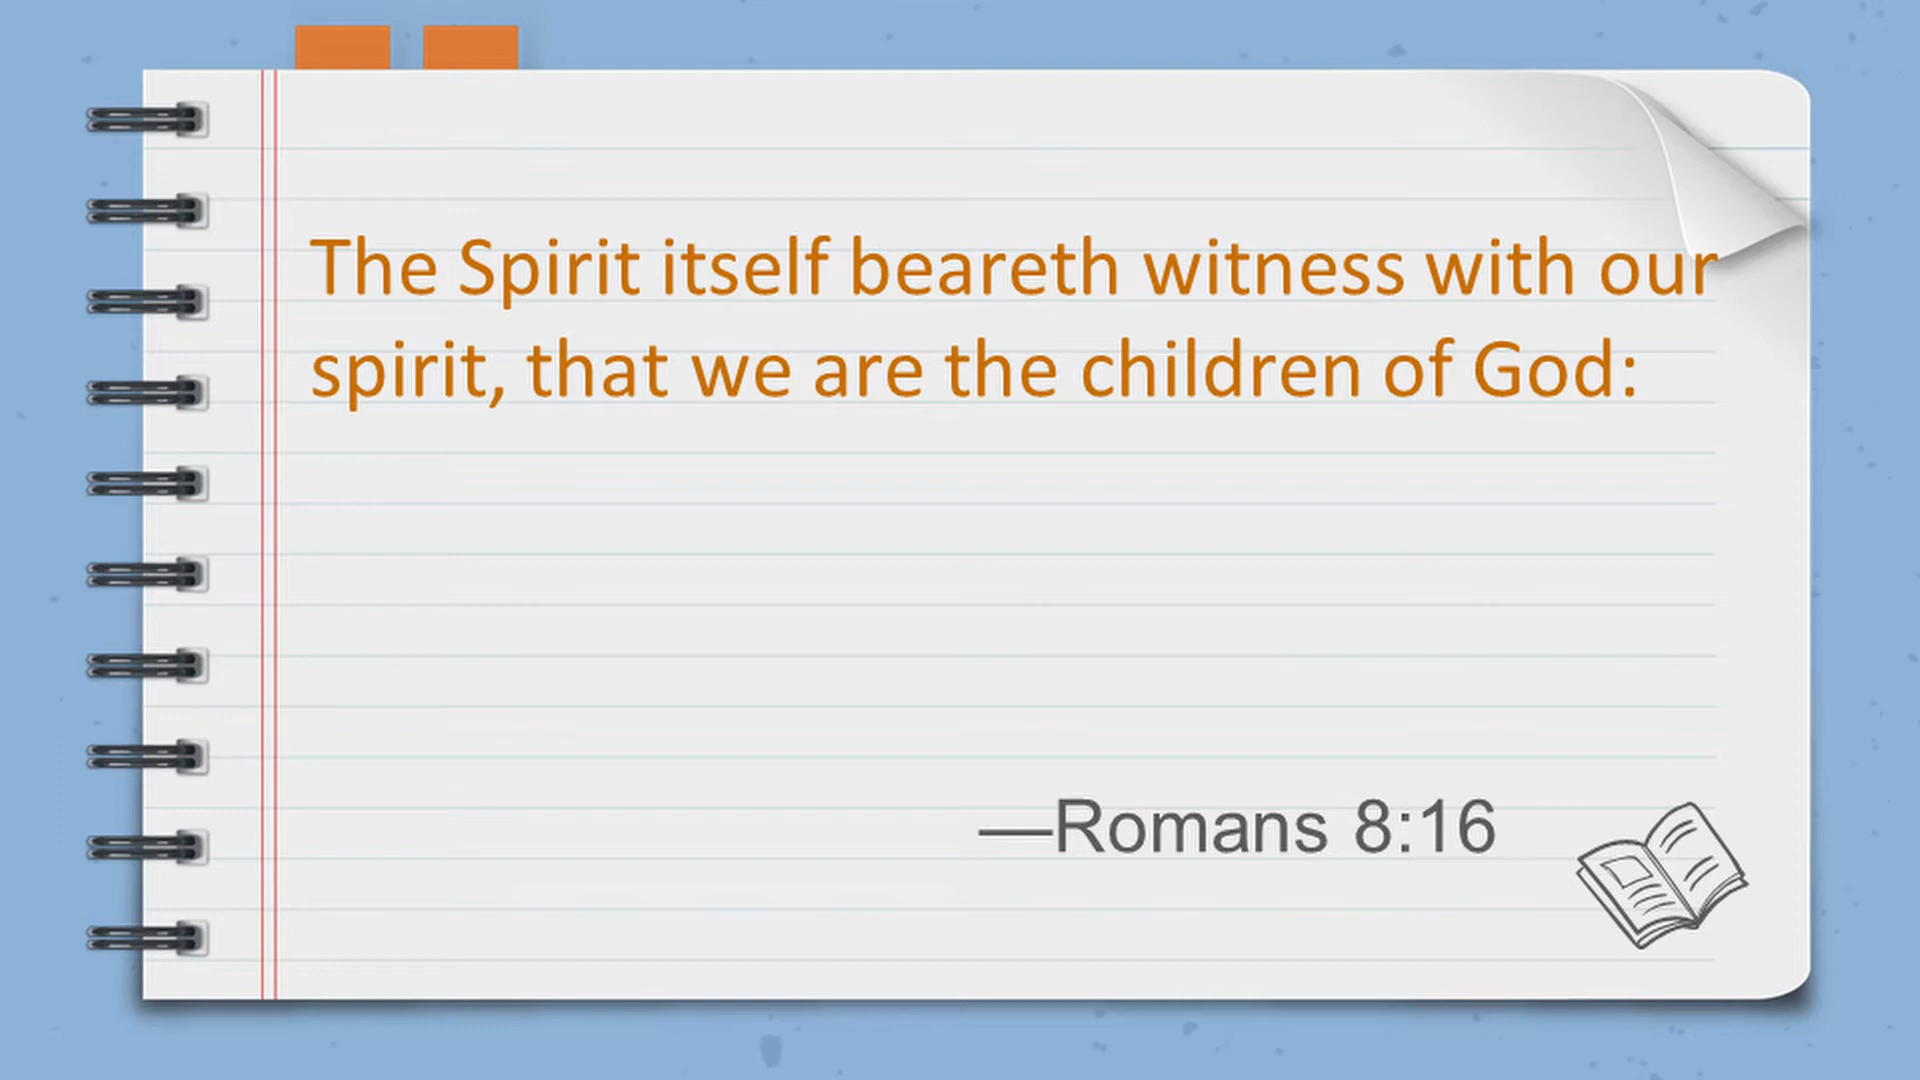 The Spirit itself beareth witness with our
spirit, that we are the children of God:
—Romans 8:16